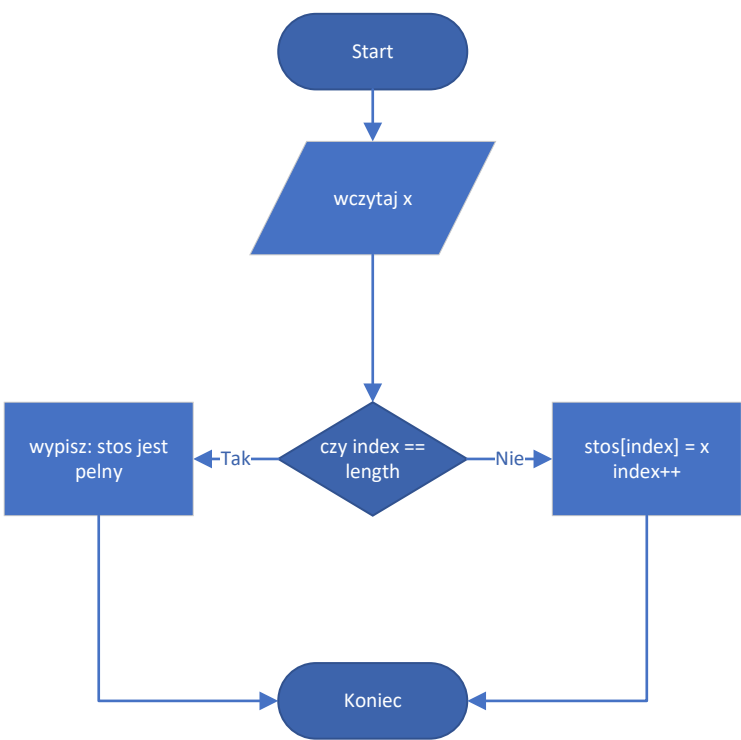 Start
wczytaj x
wypisz: stos jest
pelny
Tak
czy index ==
length
Nie
stos[index] = x
index++
Koniec